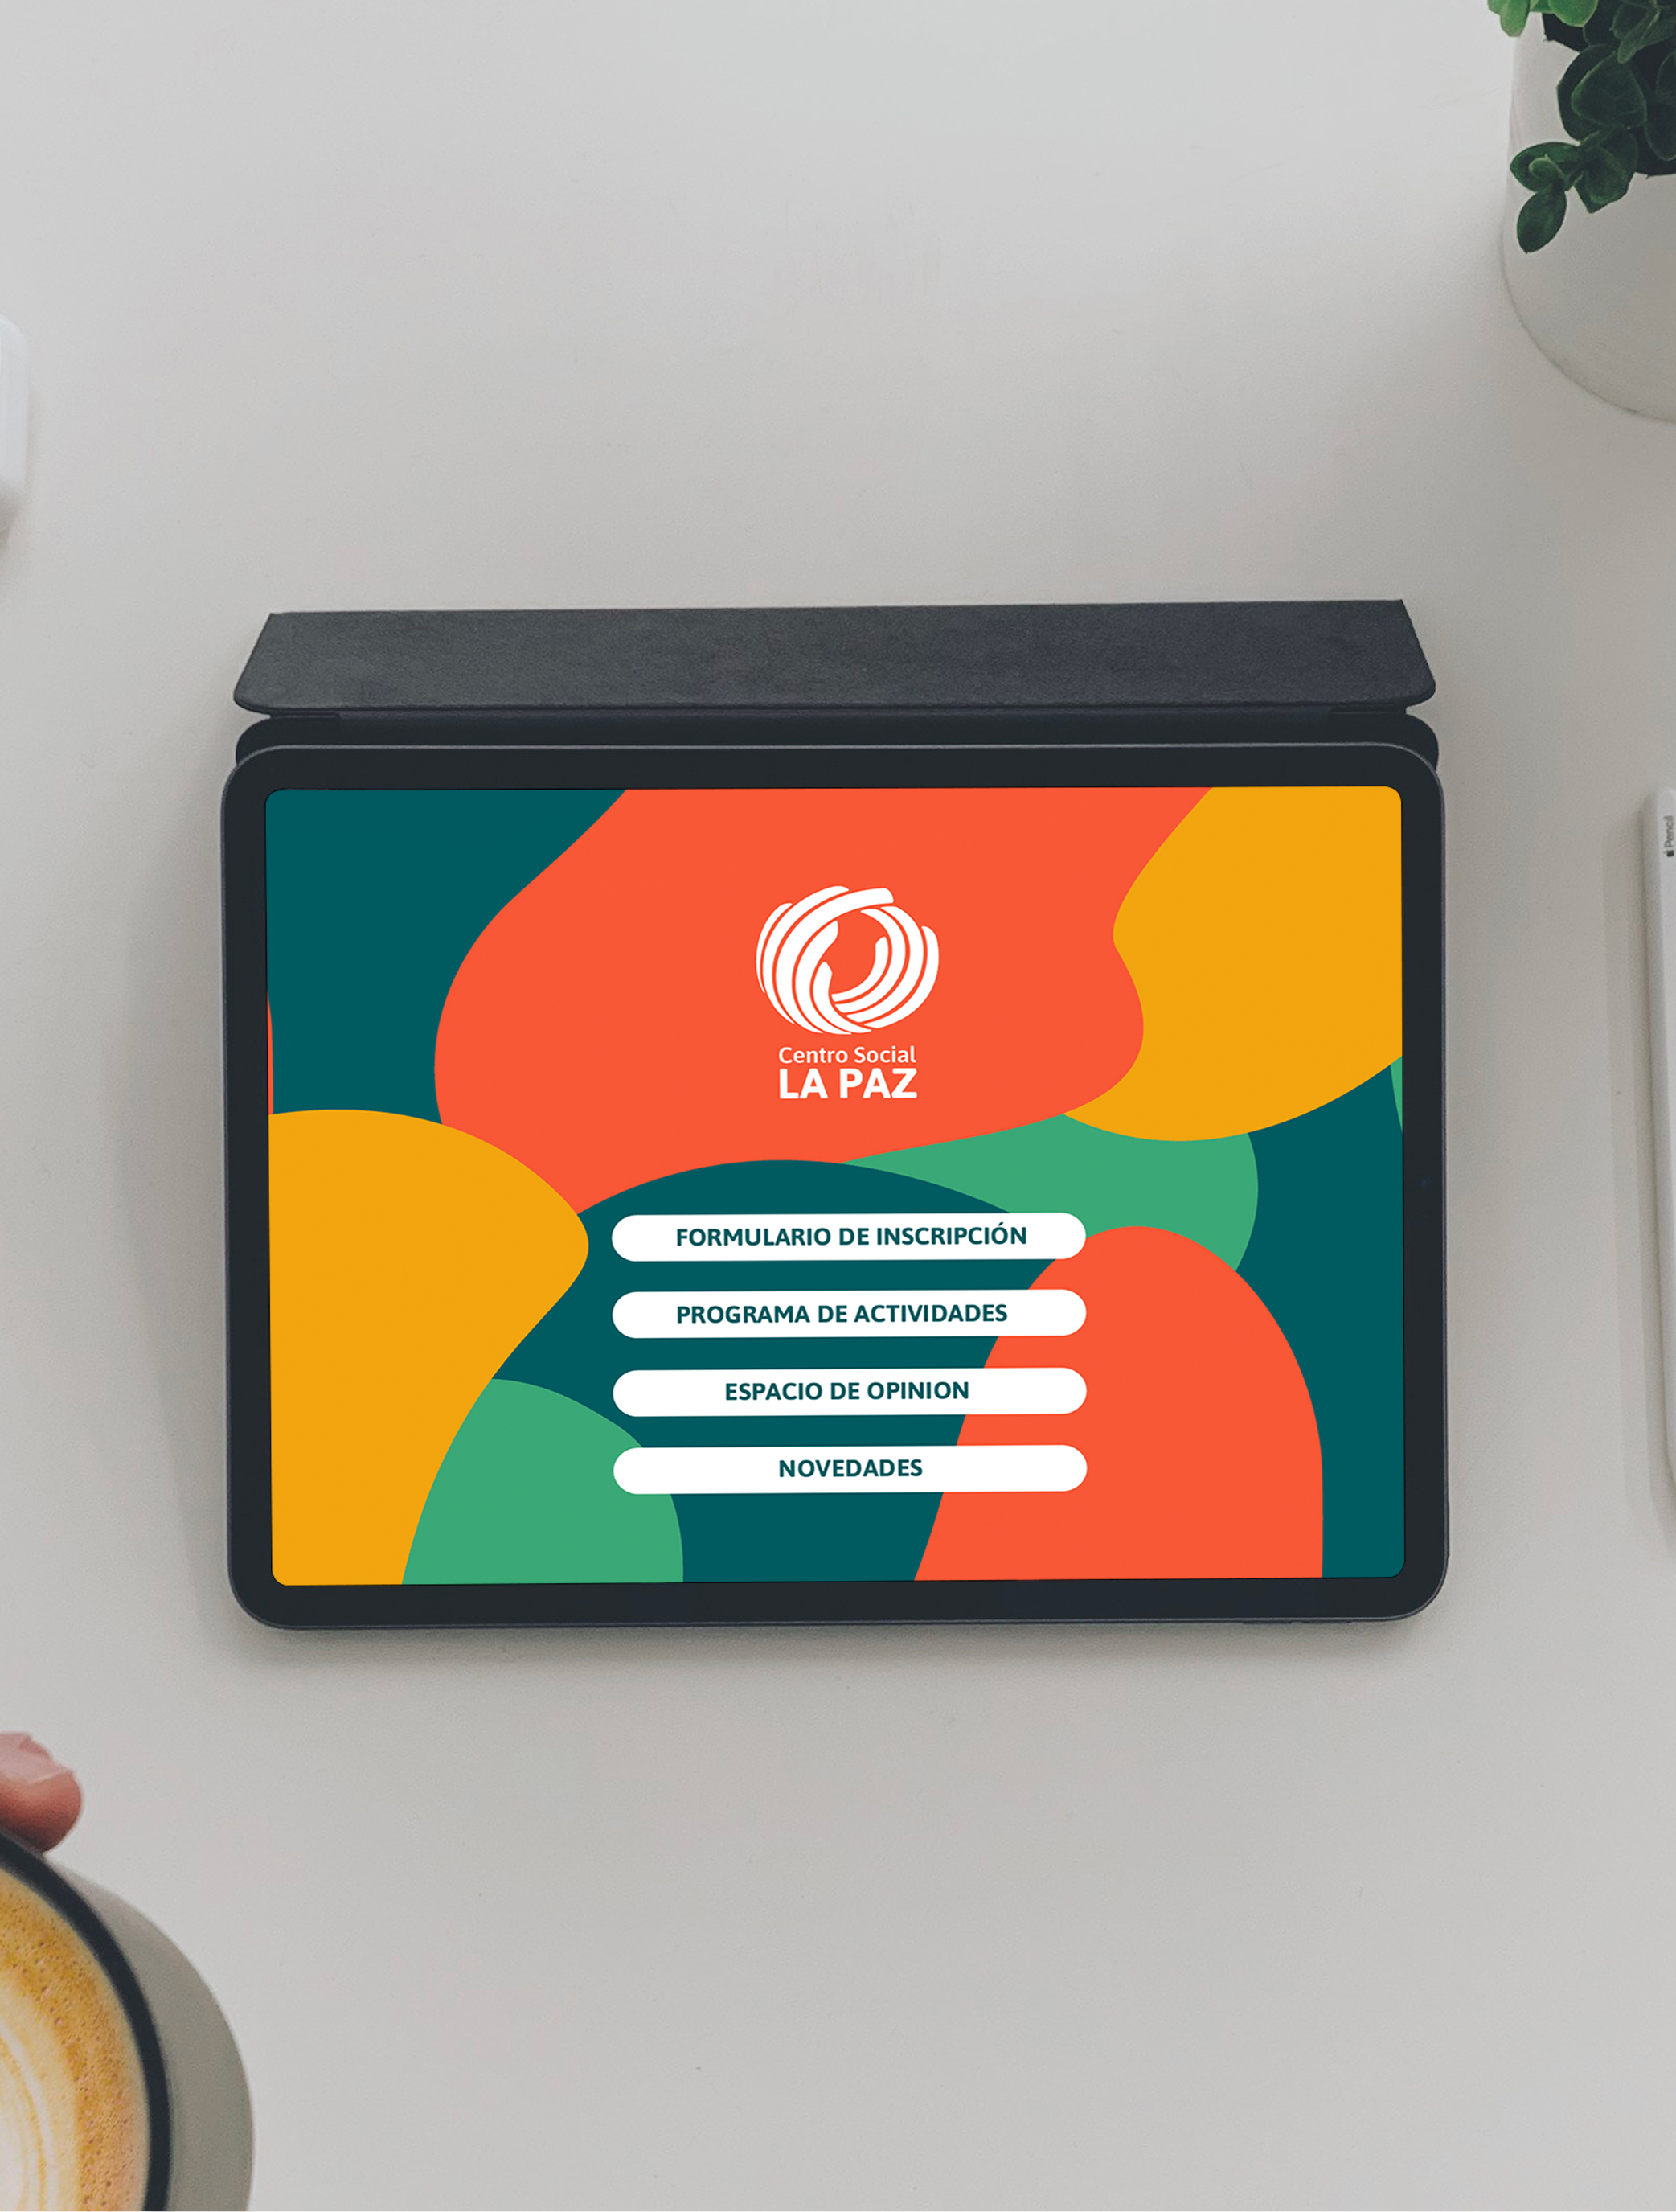 Centro Social
LA PAZ
FORMULARIO DE INSCRIPCIÓN
PROGRAMA DE ACTIVIDADES
ESPACIO DE OPINION
NOVEDADES
Pencil